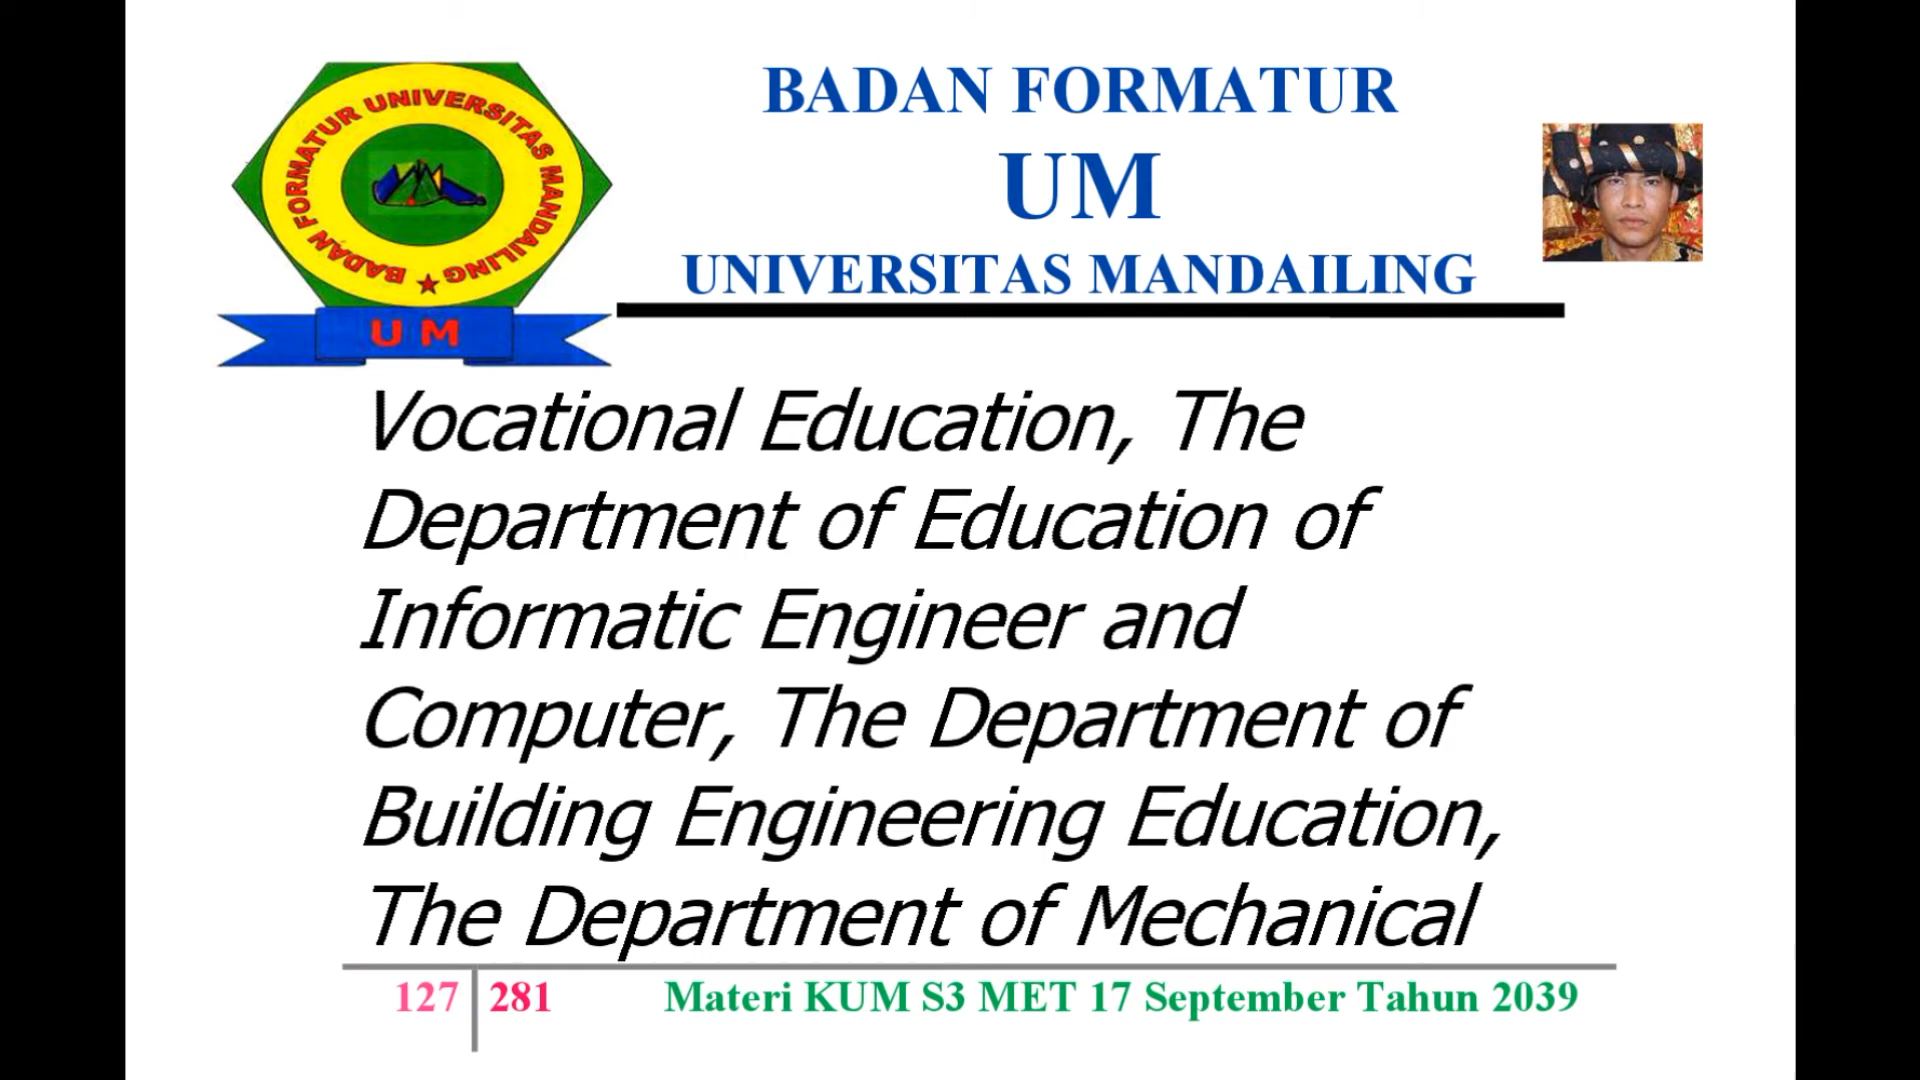 BADAN FORMATUR UNIVERSITAS MANDAILING
U M
BADAN FORMATUR
UM
UNIVERSITAS MANDAILING
Vocational Education, The
Department of Education of
Informatic Engineer and
Computer, The Department of
Building Engineering Education,
The Department of Mechanical
127 281 Materi KUM S3 MET 17 September Tahun 2039